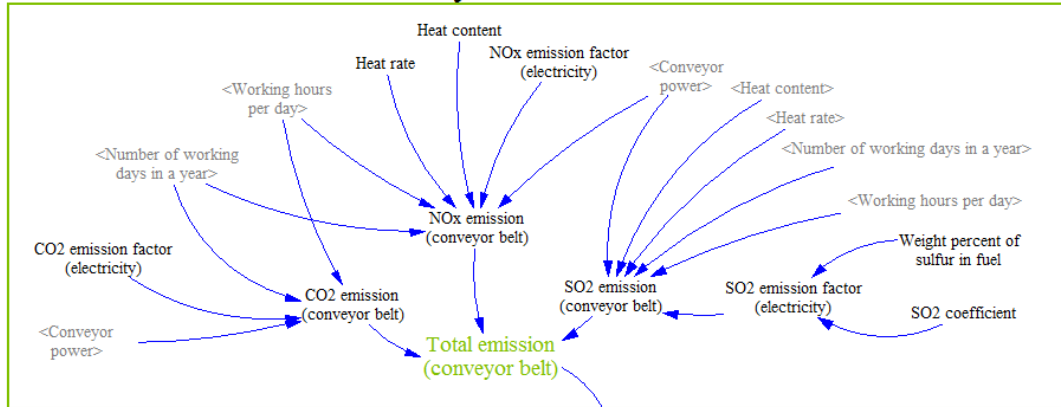 Heat content
NOx emission factor
(electricity)
Heat rate
<Conveyor
power>
<Working hours
per day>
<Heat content>
<Heat rate>
<Number of working
days in a year>
<Number of working days in a year>
<Working hours per day>
NOx emission
(conveyor belt)
CO2 emission factor
(electricity)
Weight percent of
sulfur in fuel
CO2 emission
(conveyor belt)
SO2 emission
(conveyor belt)
SO2 emission factor
(electricity)
SO2 coefficient
<Conveyor
power>
Total emission
(conveyor belt)